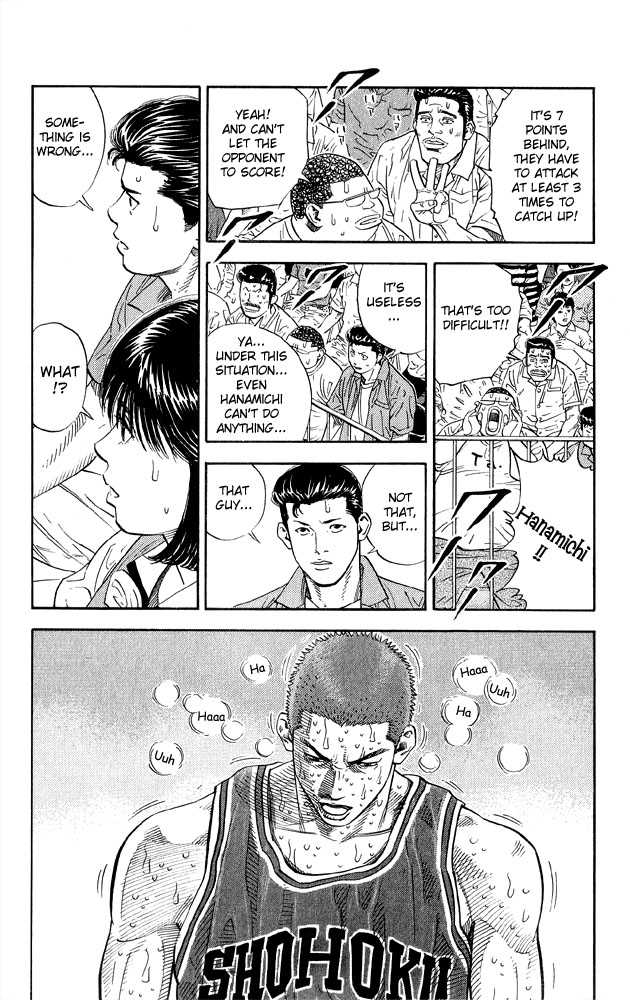 IT'S 7
POINTS
BEHIND,
THEY HAVE
TO ATTACK
AT LEAST 3
TIMES TO
CATCH UP!
YEAH!
AND CAN'T
LET THE
OPPONENT
TO SCORE!
THAT'S TOO
DIFFICULT!!
Hanamichi
!!
IT'S
USELESS
...
YA...
UNDER THIS
SITUATION...
EVEN
HANAMICHI
CAN'T DO
ANYTHING...
NOT
THAT,
BUT...
THAT
GUY...
SOME-
THING IS
WRONG...
WHAT
!?
Haaa
Uuh
Ha
Ha
Haaa
Uuh
SHOHOKU